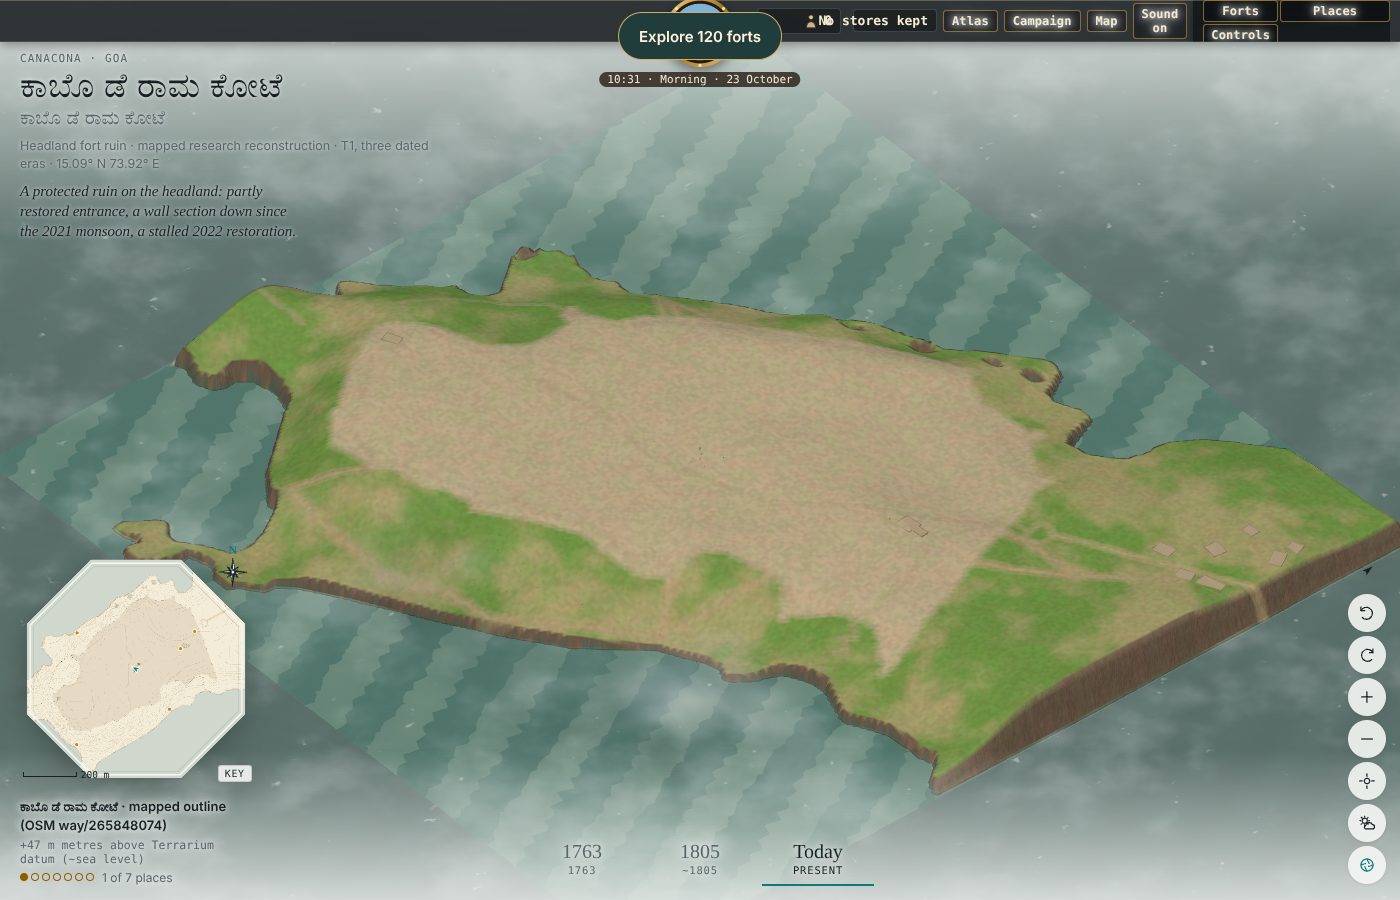 Explore 120 forts
stores kept
Atlas
Campaign
Map
Sound on
Forts
Places
Controls
10:31 · Morning · 23 October
CANACONA · GOA
ಕಾಬೊ ಡೆ ರಾಮ ಕೋಟೆ
ಕಾಬೊ ಡೆ ರಾಮ ಕೋಟೆ
Headland fort ruin · mapped research reconstruction · T1, three dated
eras · 15.09° N 73.92° E
A protected ruin on the headland: partly
restored entrance, a wall section down since
the 2021 monsoon, a stalled 2022 restoration.
N
200 m
KEY
ಕಾಬೊ ಡೆ ರಾಮ ಕೋಟೆ · mapped outline
(OSM way/265848074)
+47 m metres above Terrarium
datum (~sea level)
1 of 7 places
1763
1763
1805
~1805
Today
PRESENT